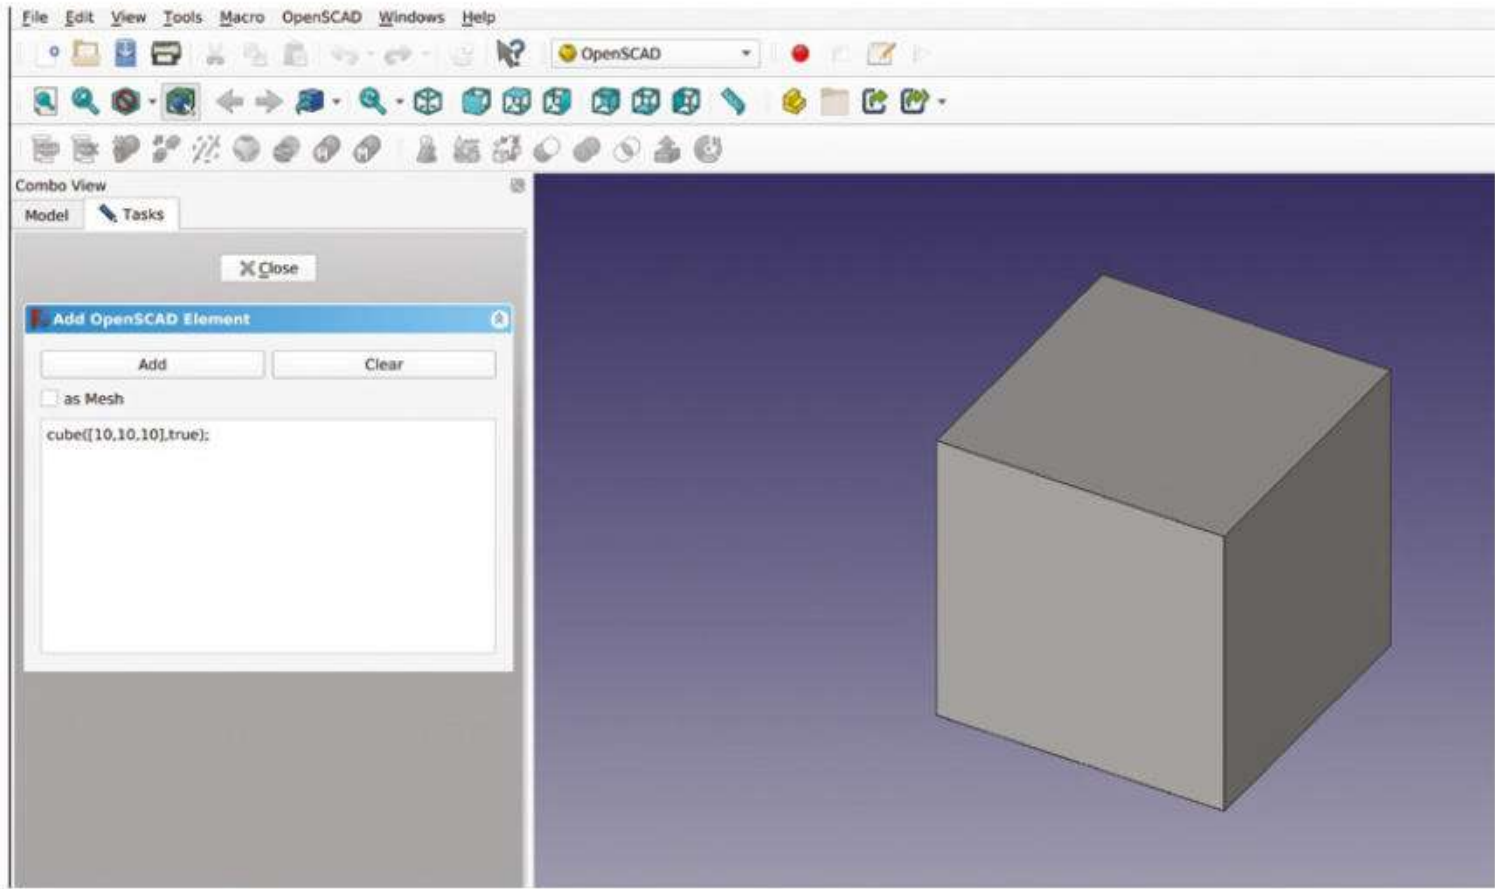 File Edit View Tools Macro OpenSCAD Windows Help
OpenSCAD
Combo View
Model Tasks
Close
Add OpenSCAD Element
Add Clear
as Mesh
cube([10,10,10],true);